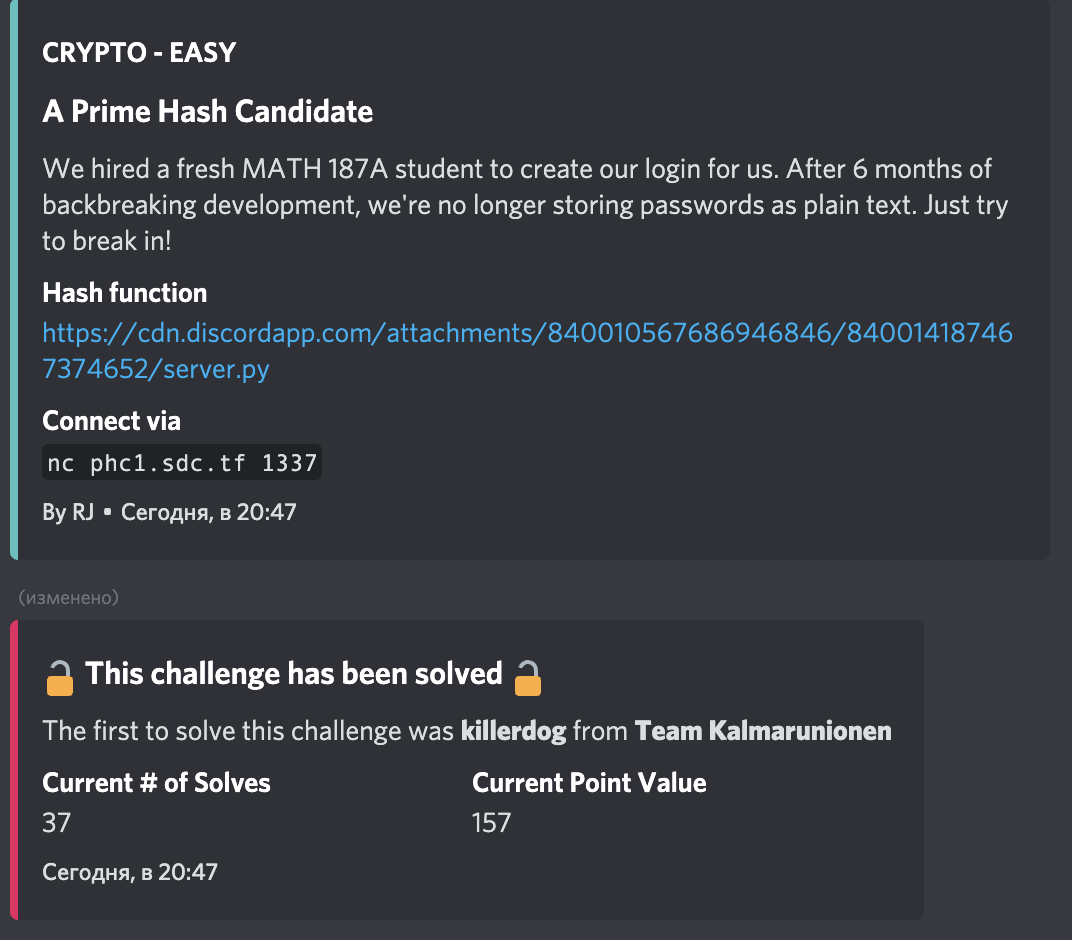 CRYPTO - EASY
A Prime Hash Candidate
We hired a fresh MATH 187A student to create our login for us. After 6 months of
backbreaking development, we're no longer storing passwords as plain text. Just try
to break in!
Hash function
https://cdn.discordapp.com/attachments/840010567686946846/84001418746
7374652/server.py
Connect via
nc phc1.sdc.tf 1337
By RJ • Сегодня, в 20:47
(изменено)
🔓 This challenge has been solved 🔓
The first to solve this challenge was killerdog from Team Kalmarunionen
Current # of Solves Current Point Value
37 157
Сегодня, в 20:47